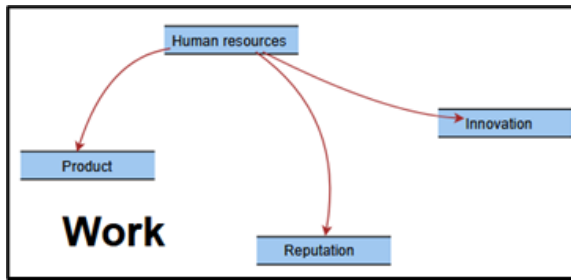 Human resources
Innovation
Product
Work
Reputation